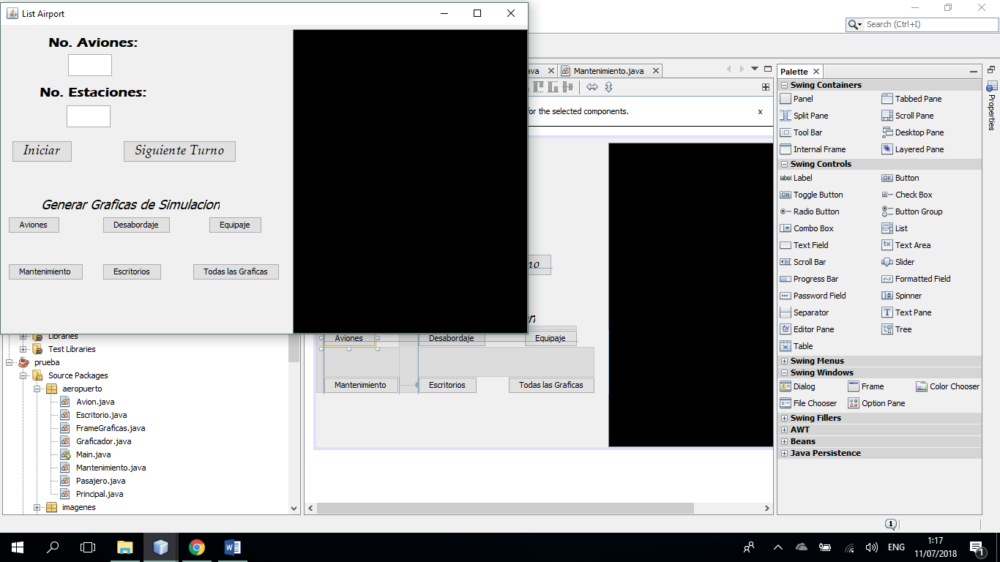 List Airport
No. Aviones:
No. Estaciones:
Iniciar
Siguiente Turno
Generar Graficas de Simulacion
Aviones
Desabordaje
Equipaje
Mantenimiento
Escritorios
Todas las Graficas
Search (Ctrl+I)
ava
Mantenimiento.java
for the selected components.
x
Aviones
Desabordaje
Equipaje
Mantenimiento
Escritorios
Todas las Graficas
Libraries
Test Libraries
prueba
Source Packages
aeropuerto
Avion.java
Escritorio.java
FrameGraficas.java
Graficador.java
Main.java
Mantenimiento.java
Pasajero.java
Principal.java
imagenes
Palette
Swing Containers
Panel
Tabbed Pane
Split Pane
Scroll Pane
Tool Bar
Desktop Pane
Internal Frame
Layered Pane
Swing Controls
label Label
OK Button
ON Toggle Button
Check Box
Radio Button
Button Group
Combo Box
List
Text Field
Text Area
Scroll Bar
Slider
Progress Bar
Formatted Field
Password Field
Spinner
Separator
T Text Pane
Editor Pane
Tree
Table
Swing Menus
Swing Windows
Dialog
Frame
Color Chooser
File Chooser
Option Pane
Swing Fillers
AWT
Beans
Java Persistence
Properties
1
ENG
1:17
11/07/2018
1